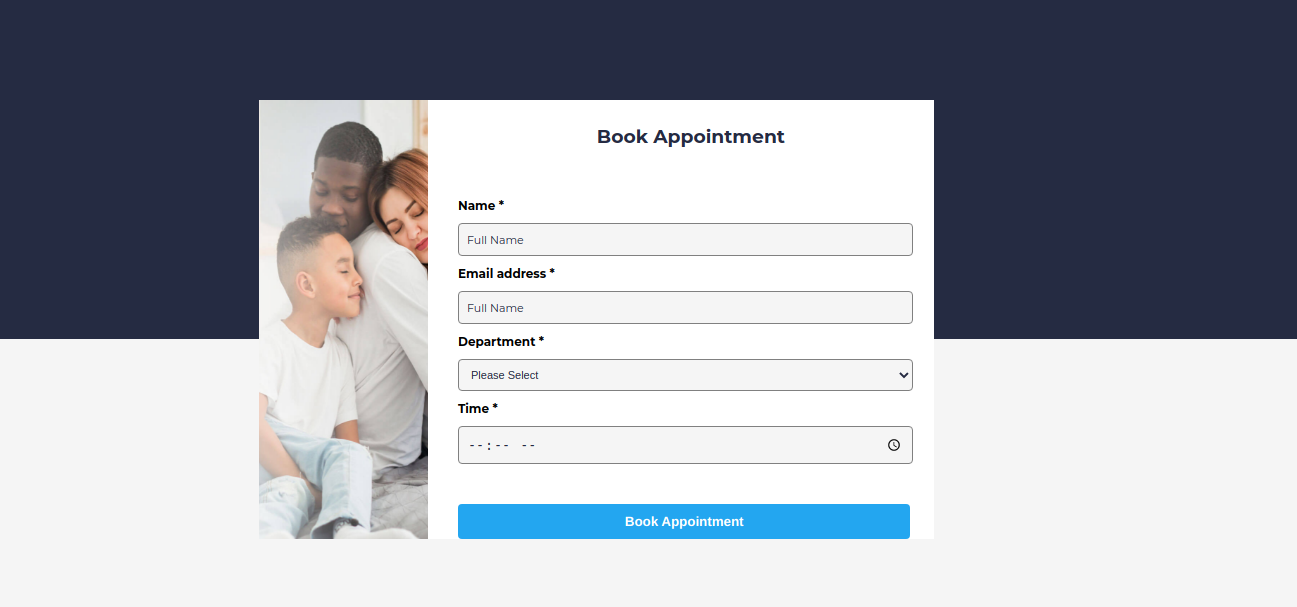 Book Appointment
Name *
Full Name
Email address *
Full Name
Department *
Please Select
Time *
--:-- --
Book Appointment